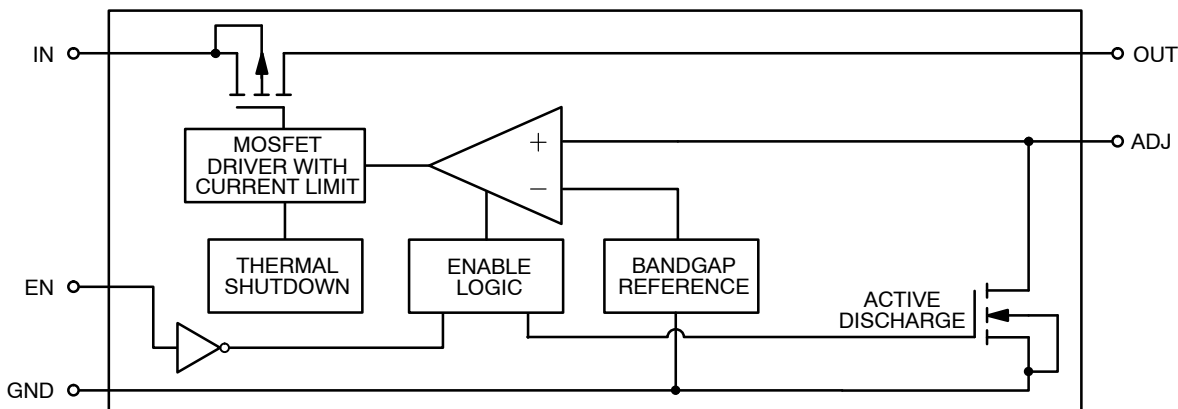 IN
OUT
MOSFET
DRIVER WITH
CURRENT LIMIT
+
−
ADJ
THERMAL
SHUTDOWN
ENABLE
LOGIC
BANDGAP
REFERENCE
EN
ACTIVE
DISCHARGE
GND